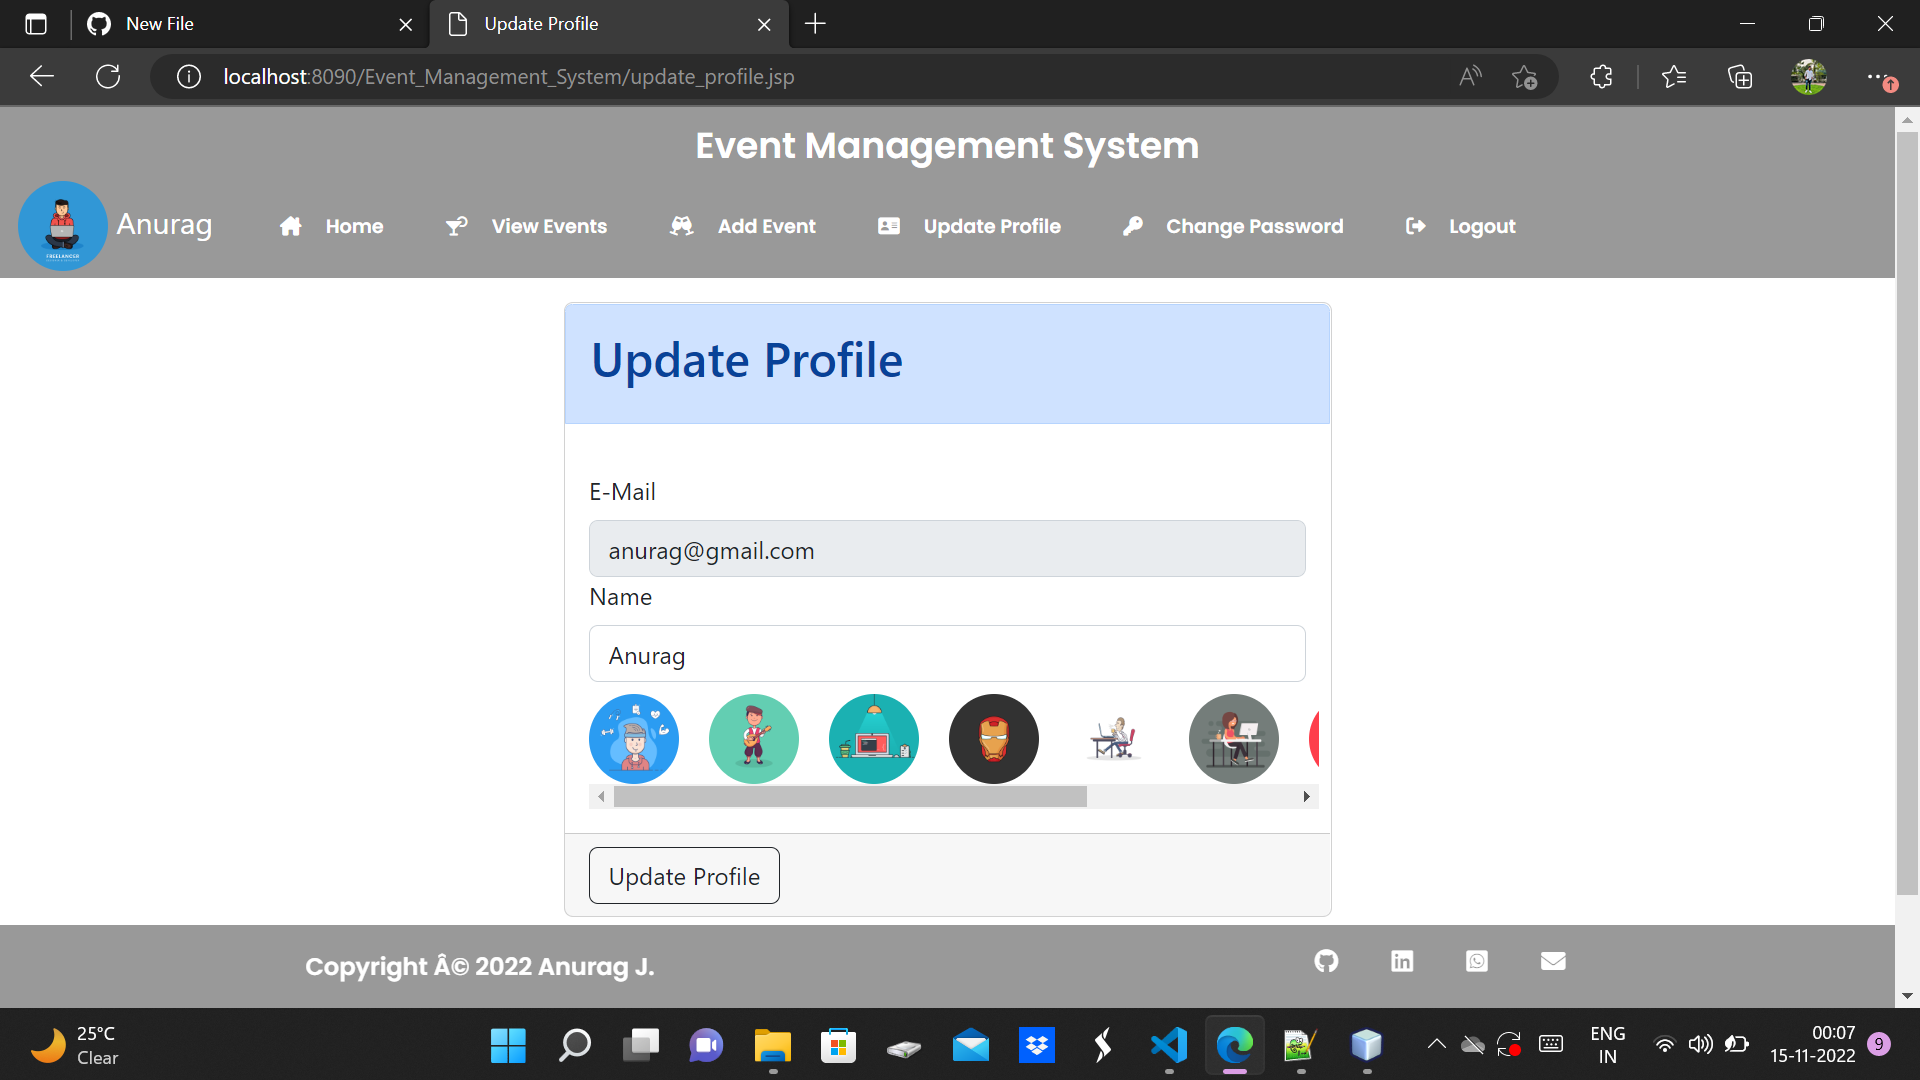 New File
Update Profile
localhost:8090/Event_Management_System/update_profile.jsp
Event Management System
FREELANCER
Anurag
Home
View Events
Add Event
Update Profile
Change Password
Logout
Update Profile
E-Mail
anurag@gmail.com
Name
Anurag
Update Profile
Copyright Â© 2022 Anurag J.
25°C
Clear
ENG
IN
00:07
15-11-2022
9